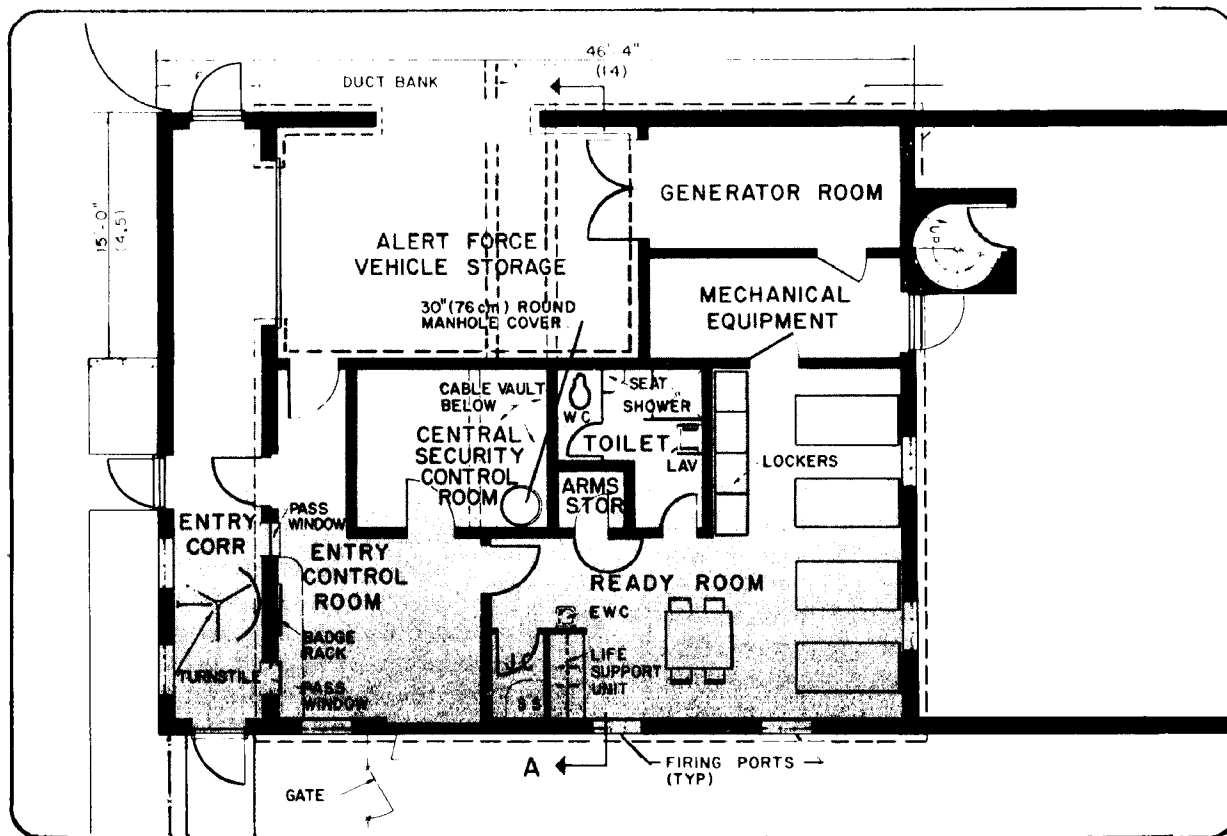 46'-4"
(14)
DUCT BANK
15'-0"
(4.5)
GENERATOR ROOM
UP
ALERT FORCE
VEHICLE STORAGE
30"(76cm) ROUND
MANHOLE COVER
MECHANICAL
EQUIPMENT
CABLE VAULT
BELOW
SEAT
SHOWER
WC
TOILET
LAV
CENTRAL
SECURITY
CONTROL
ROOM
ARMS
STOR
LOCKERS
PASS
WINDOW
ENTRY
CORR
ENTRY
CONTROL
ROOM
READY ROOM
EWC
BADGE
RACK
J.C.
LIFE
SUPPORT
UNIT
TURNSTILE
PASS
WINDOW
SS
A
FIRING PORTS
(TYP)
GATE